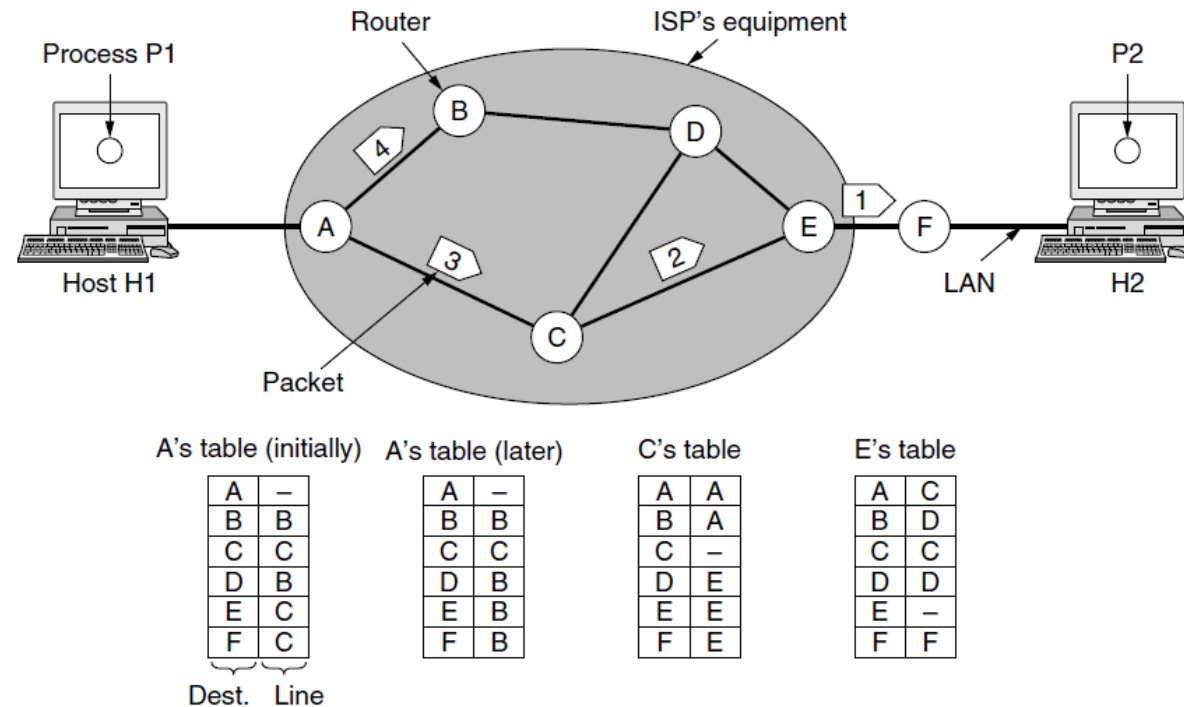 Router
ISP's equipment
Process P1
P2
B
D
4
1
A
E
F
3
2
Host H1
LAN
H2
C
Packet
A's table (initially)
A –
B B
C C
D B
E C
F C
Dest. Line
A's table (later)
A –
B B
C C
D B
E B
F B
C's table
A A
B A
C –
D E
E E
F E
E's table
A C
B D
C C
D D
E –
F F